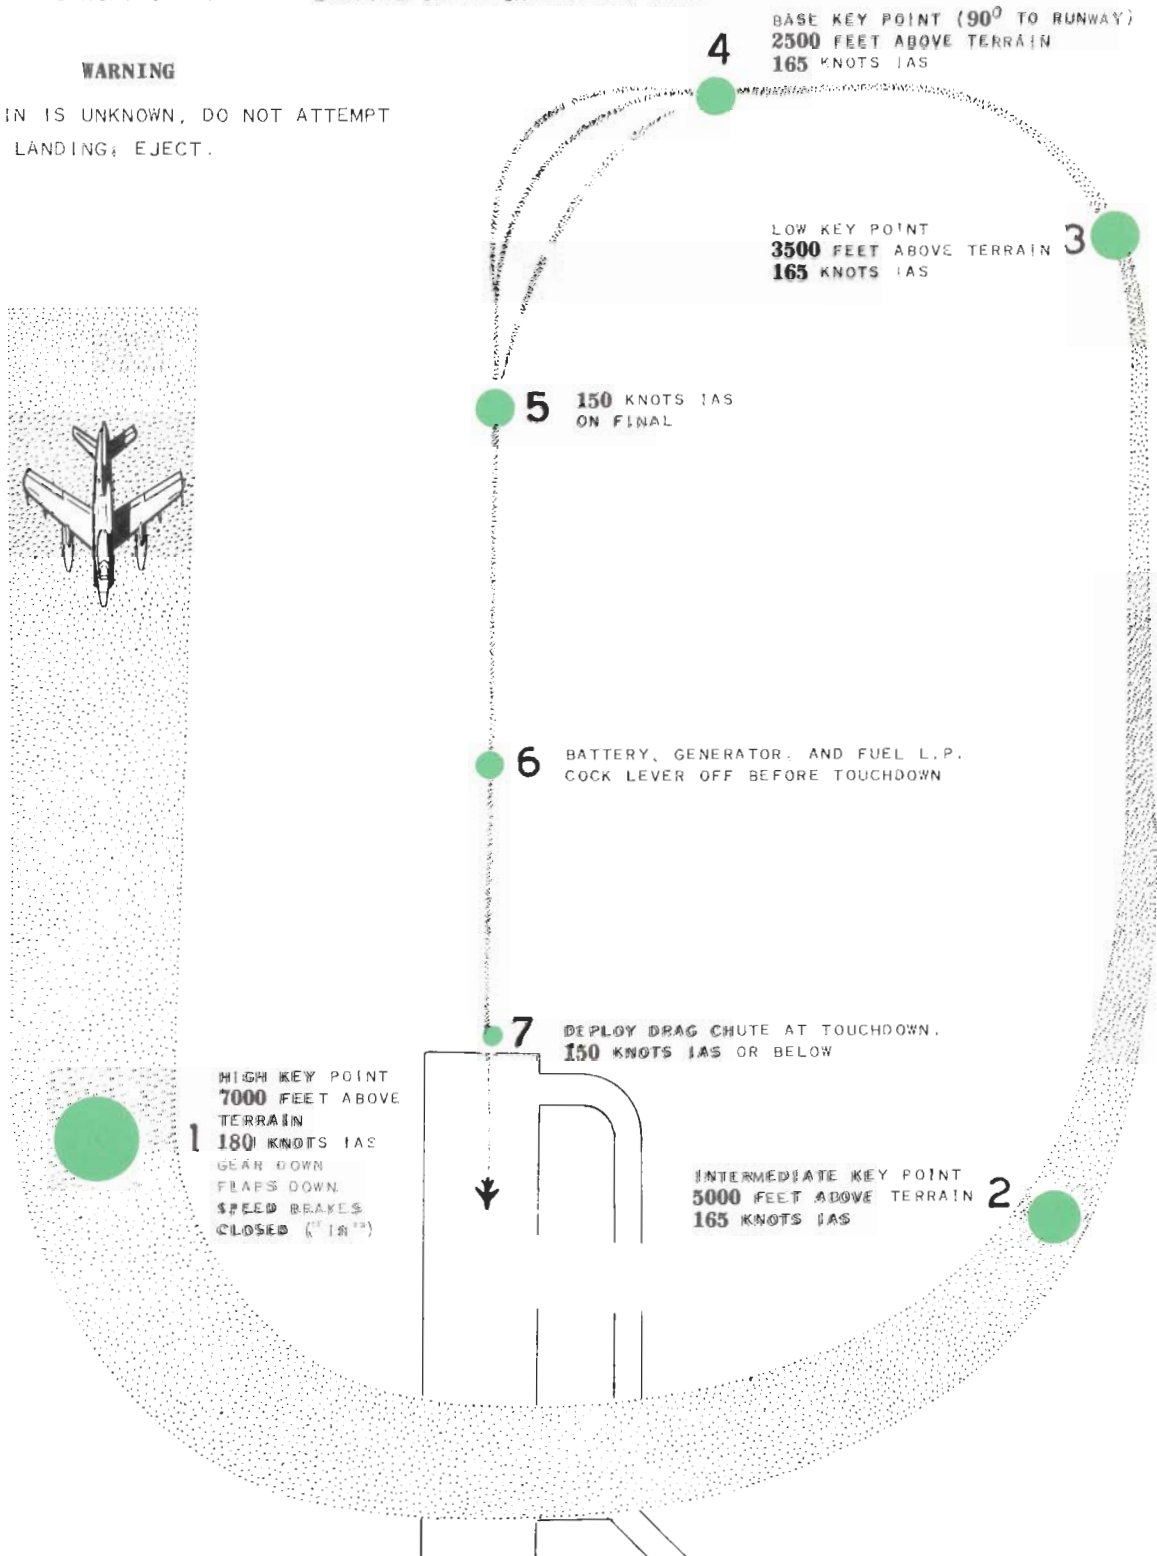 WARNING
IN IS UNKNOWN, DO NOT ATTEMPT
LANDING; EJECT.
4
BASE KEY POINT (90⁰ TO RUNWAY)
2500 FEET ABOVE TERRAIN
165 KNOTS IAS
LOW KEY POINT
3500 FEET ABOVE TERRAIN
165 KNOTS IAS
3
5
150 KNOTS IAS
ON FINAL
6
BATTERY, GENERATOR, AND FUEL L.P.
COCK LEVER OFF BEFORE TOUCHDOWN
7
DEPLOY DRAG CHUTE AT TOUCHDOWN.
150 KNOTS IAS OR BELOW
1
HIGH KEY POINT
7000 FEET ABOVE
TERRAIN
180 KNOTS IAS
GEAR DOWN
FLAPS DOWN
SPEED BRAKES
CLOSED ("IN")
INTERMEDIATE KEY POINT
5000 FEET ABOVE TERRAIN
165 KNOTS IAS
2